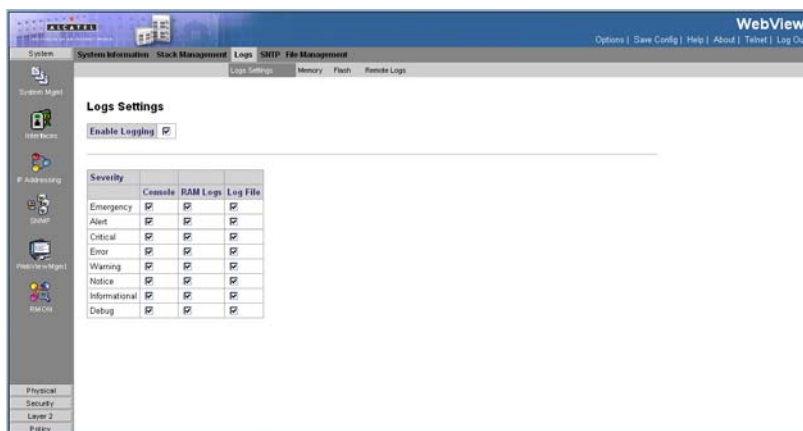 ALCATEL
WebView
Options | Save Config | Help | About | Telnet | Log Ou
System
System Information Stack Management Logs SNTP File Management
Logs Settings Memory Flash Remote Logs
System Mgmt
Interfaces
IP Addressing
SNMP
WebView Mgmt
RMON
Logs Settings
Enable Logging
Severity
Console RAM Logs Log File
Emergency
Alert
Critical
Error
Warning
Notice
Informational
Debug
Physical
Security
Layer 2
Policy